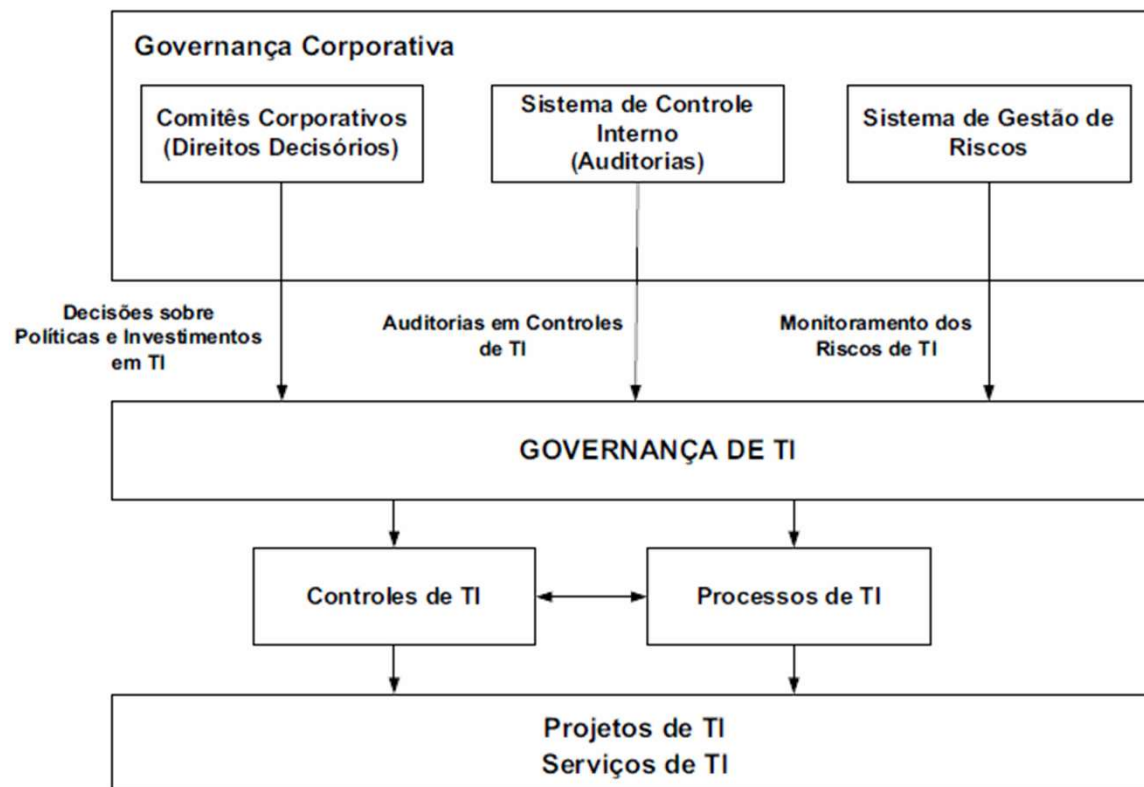 Governança Corporativa
Comitês Corporativos
(Direitos Decisórios)
Sistema de Controle
Interno
(Auditorias)
Sistema de Gestão de
Riscos
Decisões sobre
Políticas e Investimentos
em TI
Auditorias em Controles
de TI
Monitoramento dos
Riscos de TI
GOVERNANÇA DE TI
Controles de TI
Processos de TI
Projetos de TI
Serviços de TI